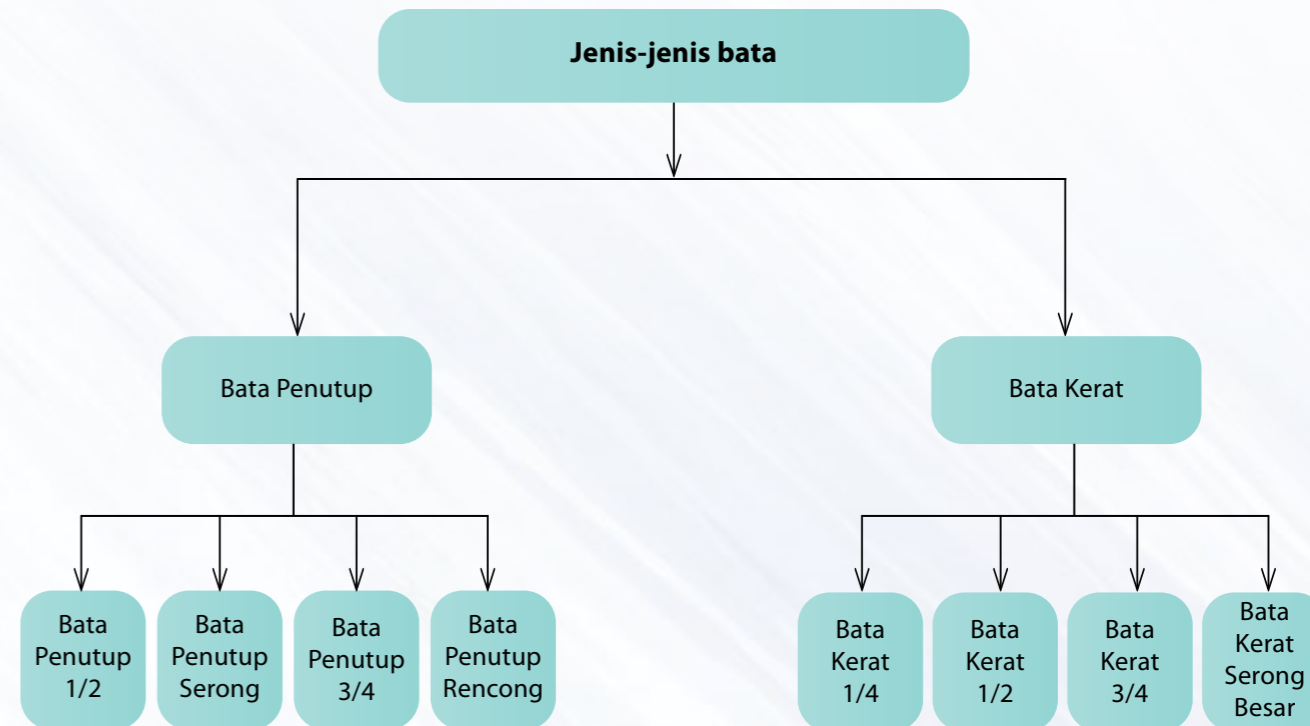 Jenis-jenis bata
Bata Penutup
Bata Kerat
Bata
Penutup
1/2
Bata
Penutup
Serong
Bata
Penutup
3/4
Bata
Penutup
Rencong
Bata
Kerat
1/4
Bata
Kerat
1/2
Bata
Kerat
3/4
Bata
Kerat
Serong
Besar